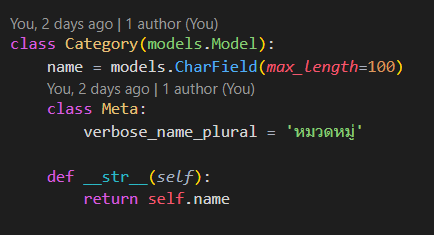 You, 2 days ago | 1 author (You)
class Category(models.Model):
    name = models.CharField(max_length=100)
    You, 2 days ago | 1 author (You)
    class Meta:
        verbose_name_plural = 'หมวดหมู่'

    def __str__(self):
        return self.name